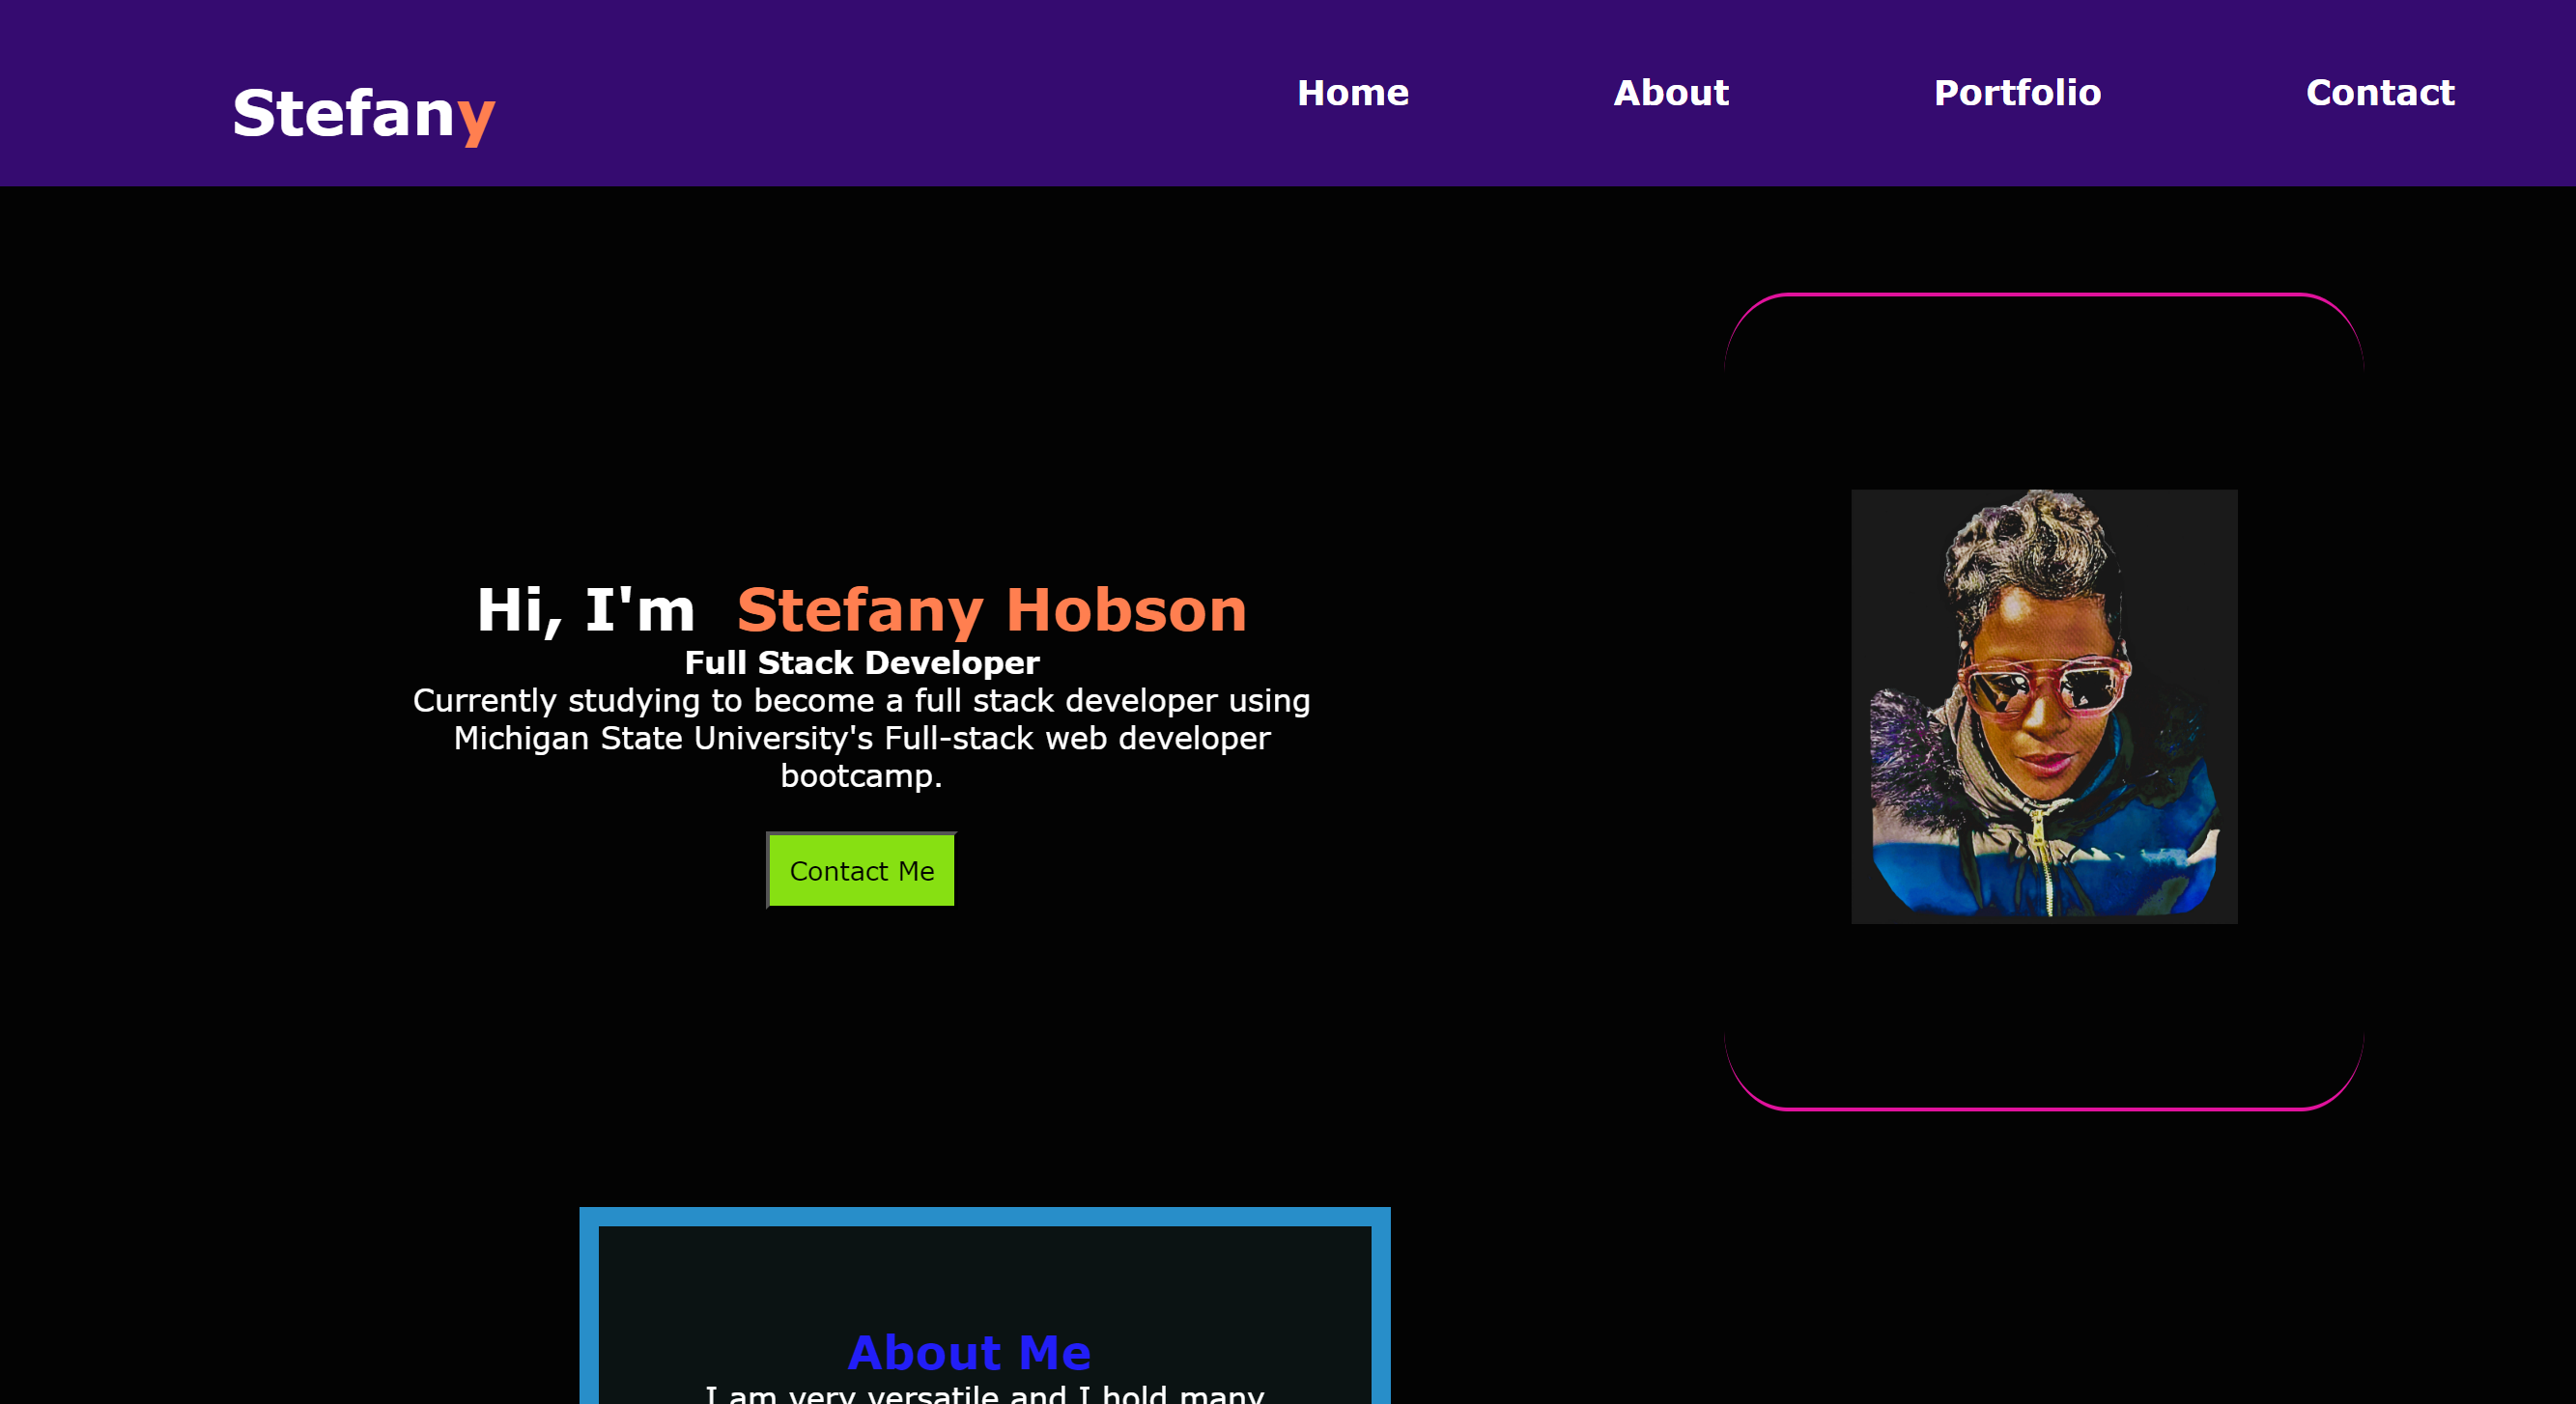 Stefany
Home About Portfolio Contact
Hi, I'm Stefany Hobson
Full Stack Developer
Currently studying to become a full stack developer using
Michigan State University's Full-stack web developer
bootcamp.
Contact Me
About Me
I am very versatile and I hold many